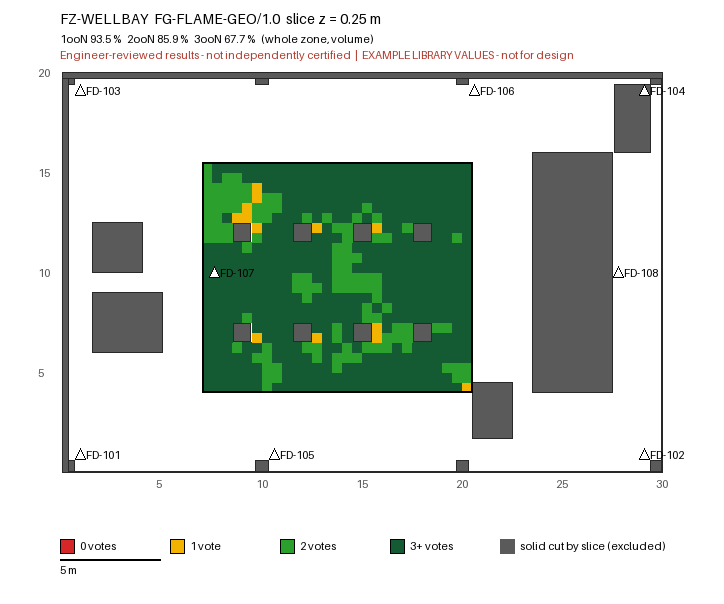 FZ-WELLBAY FG-FLAME-GEO/1.0 slice z = 0.25 m
1ooN 93.5 % 2ooN 85.9 % 3ooN 67.7 % (whole zone, volume)
Engineer-reviewed results - not independently certified | EXAMPLE LIBRARY VALUES - not for design
20
FD-103
FD-106
FD-104
15
10
FD-107
FD-108
5
FD-101
FD-105
FD-102
5 10 15 20 25 30
0 votes 1 vote 2 votes 3+ votes solid cut by slice (excluded)
5 m